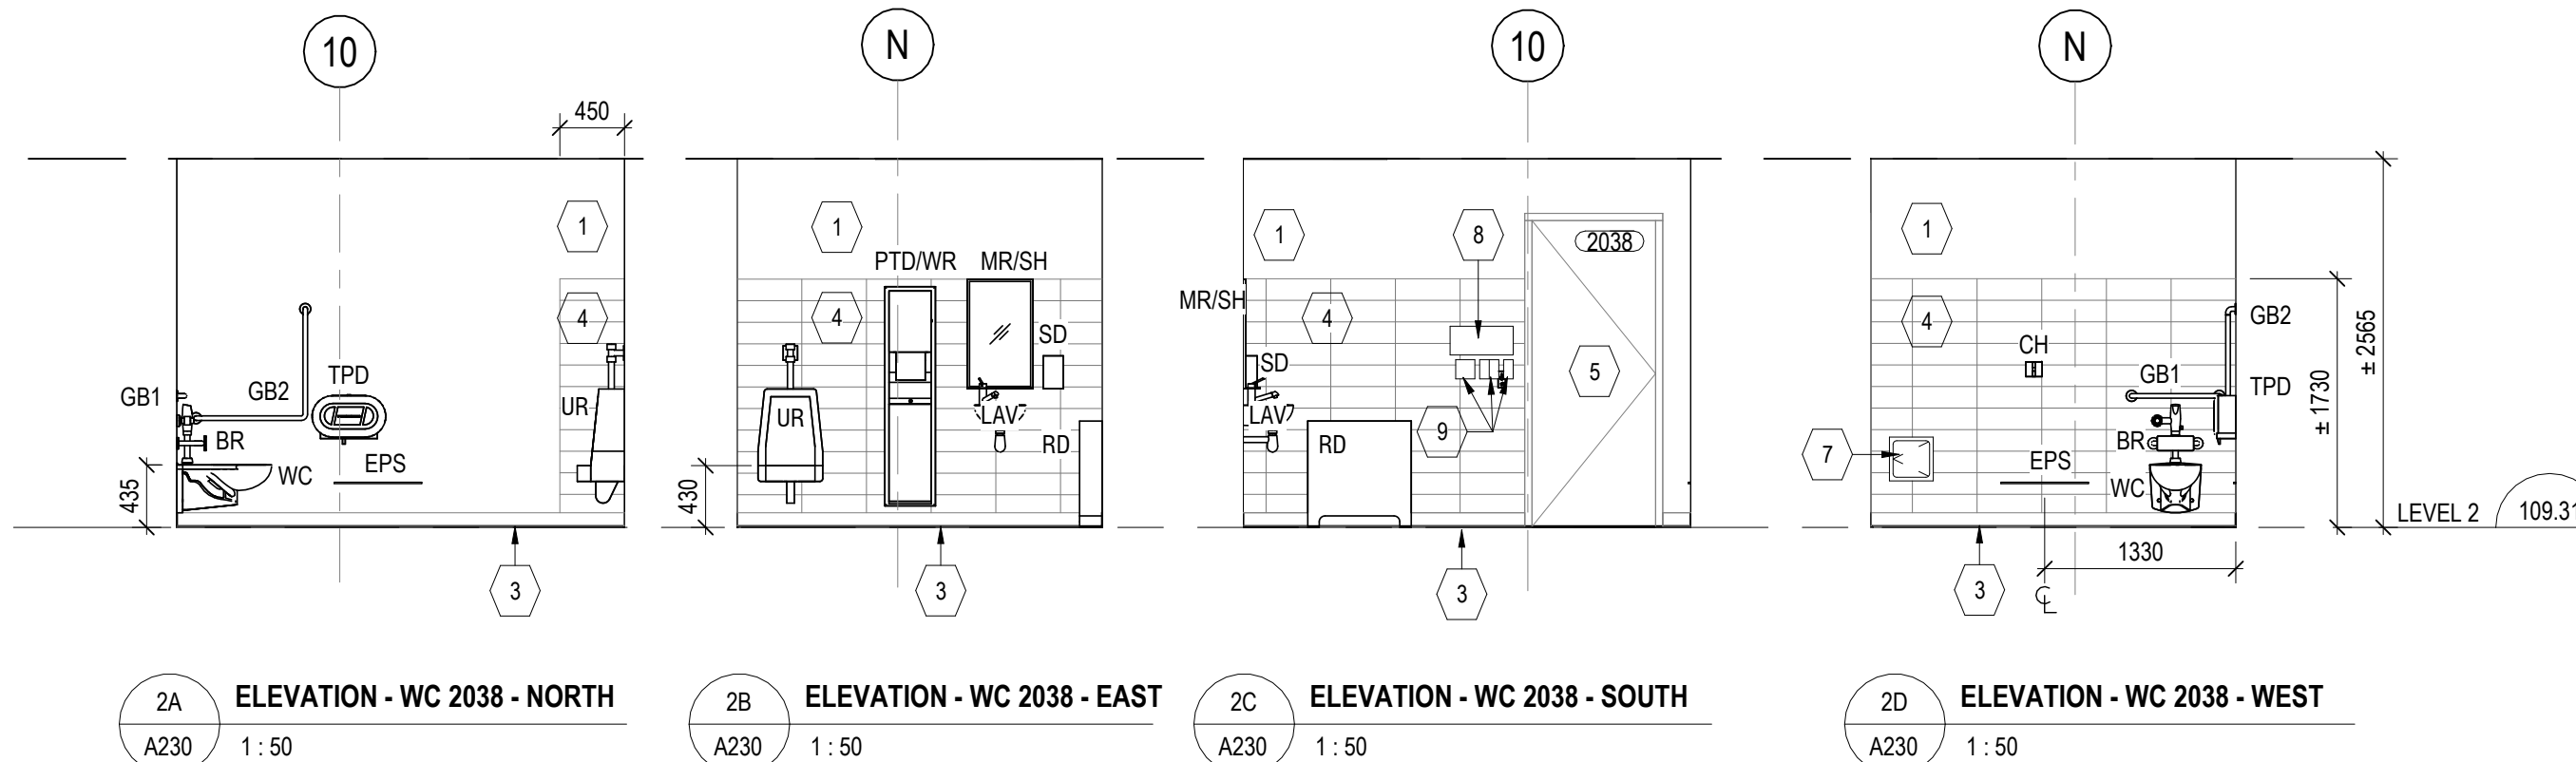 10
450
1
4
GB1
GB2
TPD
UR
BR
WC
EPS
435
3
2A
A230
ELEVATION - WC 2038 - NORTH
1 : 50
N
1
PTD/WR
MR/SH
4
SD
UR
LAV
RD
430
3
2B
A230
ELEVATION - WC 2038 - EAST
1 : 50
10
1
8
2038
MR/SH
4
SD
5
LAV
RD
9
3
2C
A230
ELEVATION - WC 2038 - SOUTH
1 : 50
N
1
4
GB2
CH
GB1
TPD
± 1730
± 2565
7
BR
EPS
WC
LEVEL 2
109.31
1330
3
CL
2D
A230
ELEVATION - WC 2038 - WEST
1 : 50